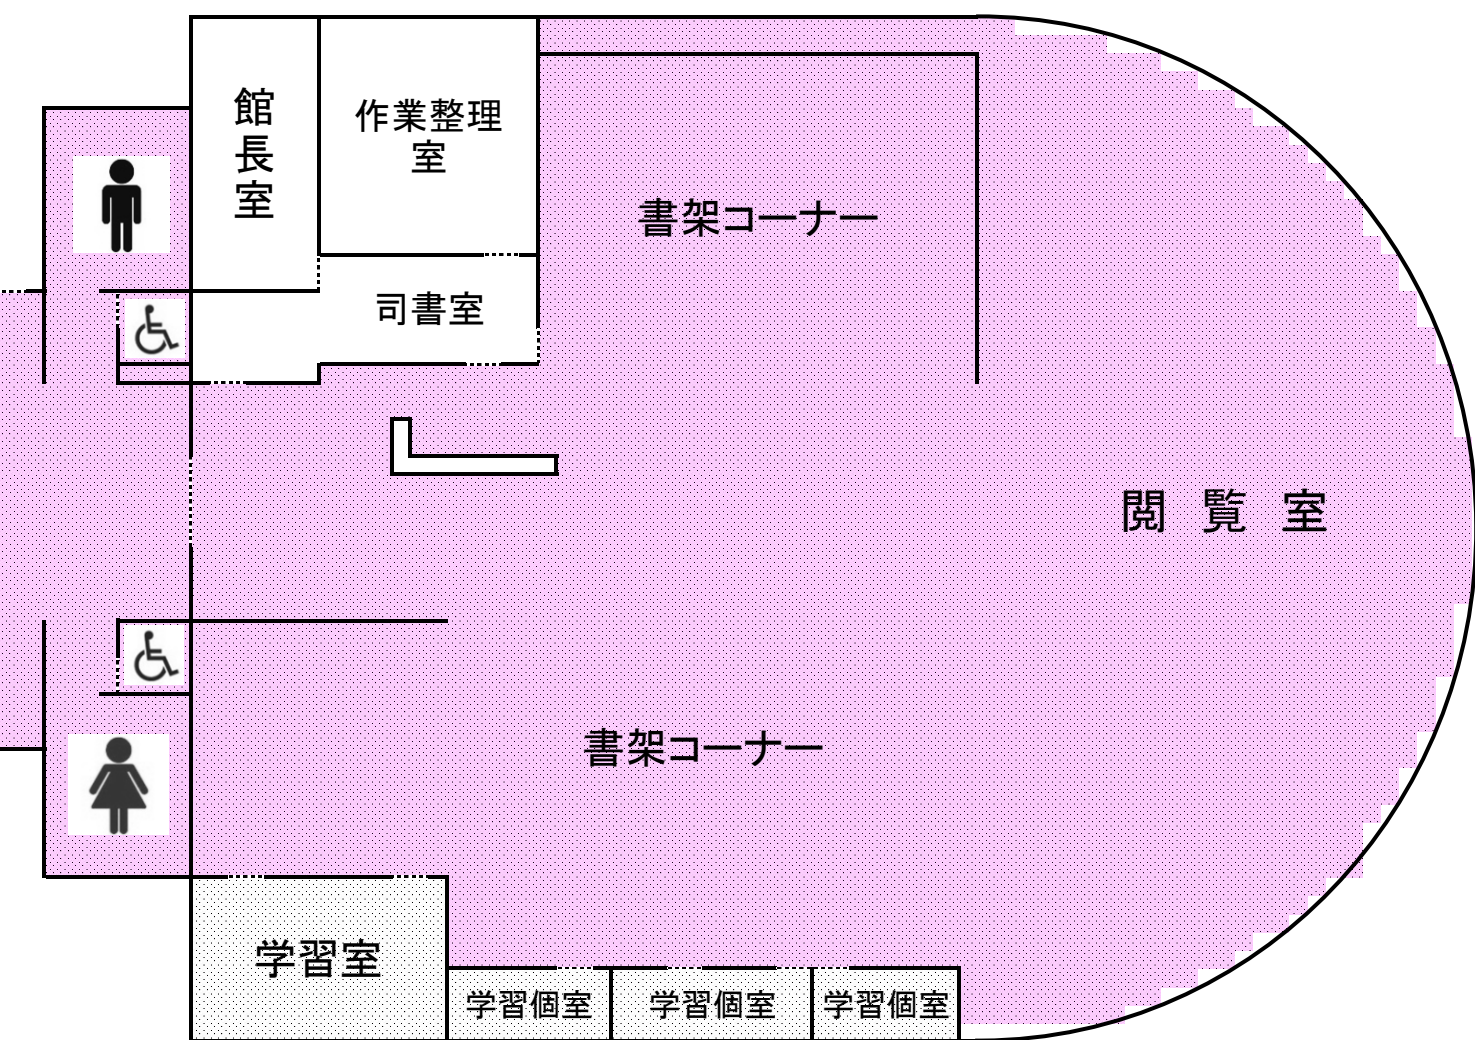 館長室
作業整理
室
書架コーナー
司書室
閲 覧 室
書架コーナー
学習室
学習個室
学習個室
学習個室